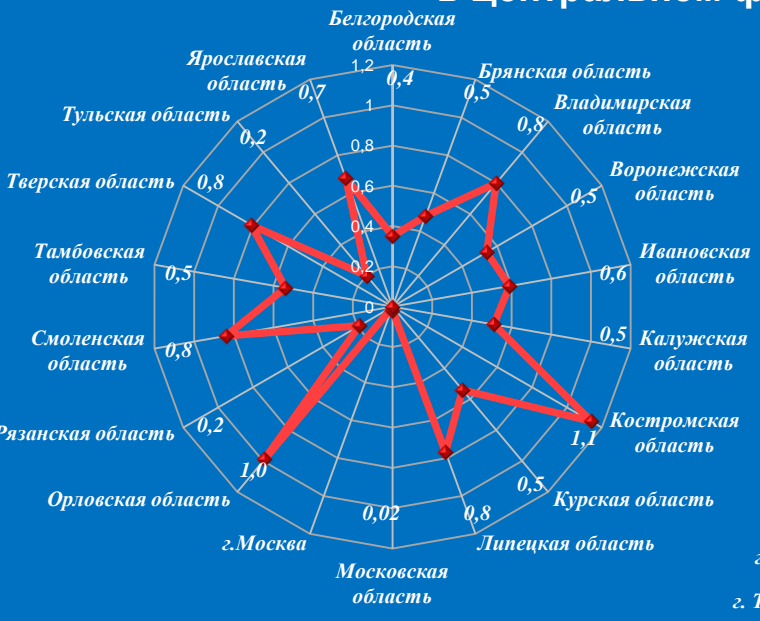 Белгородская
область
0,4
Брянская область
0,5
Владимирская
область
0,8
Воронежская
область
0,5
Ивановская
область
0,6
Калужская
область
0,5
Костромская
область
1,1
Курская область
0,5
Липецкая область
0,8
Московская
область
0,02
г.Москва
Орловская область
1,0
Рязанская область
0,2
Смоленская
область
0,8
Тамбовская
область
0,5
Тверская область
0,8
Тульская область
0,2
Ярославская
область
0,7
1,2
1
0,8
0,6
0,4
0,2
0
г. Т